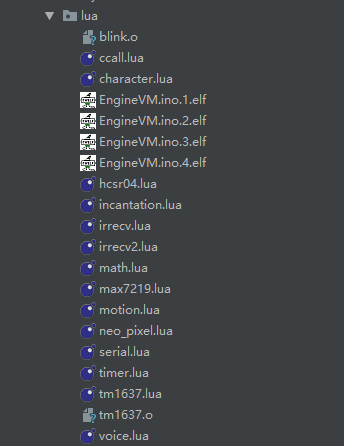 lua
blink.o
ccall.lua
character.lua
EngineVM.ino.1.elf
EngineVM.ino.2.elf
EngineVM.ino.3.elf
EngineVM.ino.4.elf
hcsr04.lua
incantation.lua
irrecv.lua
irrecv2.lua
math.lua
max7219.lua
motion.lua
neo_pixel.lua
serial.lua
timer.lua
tm1637.lua
tm1637.o
voice.lua